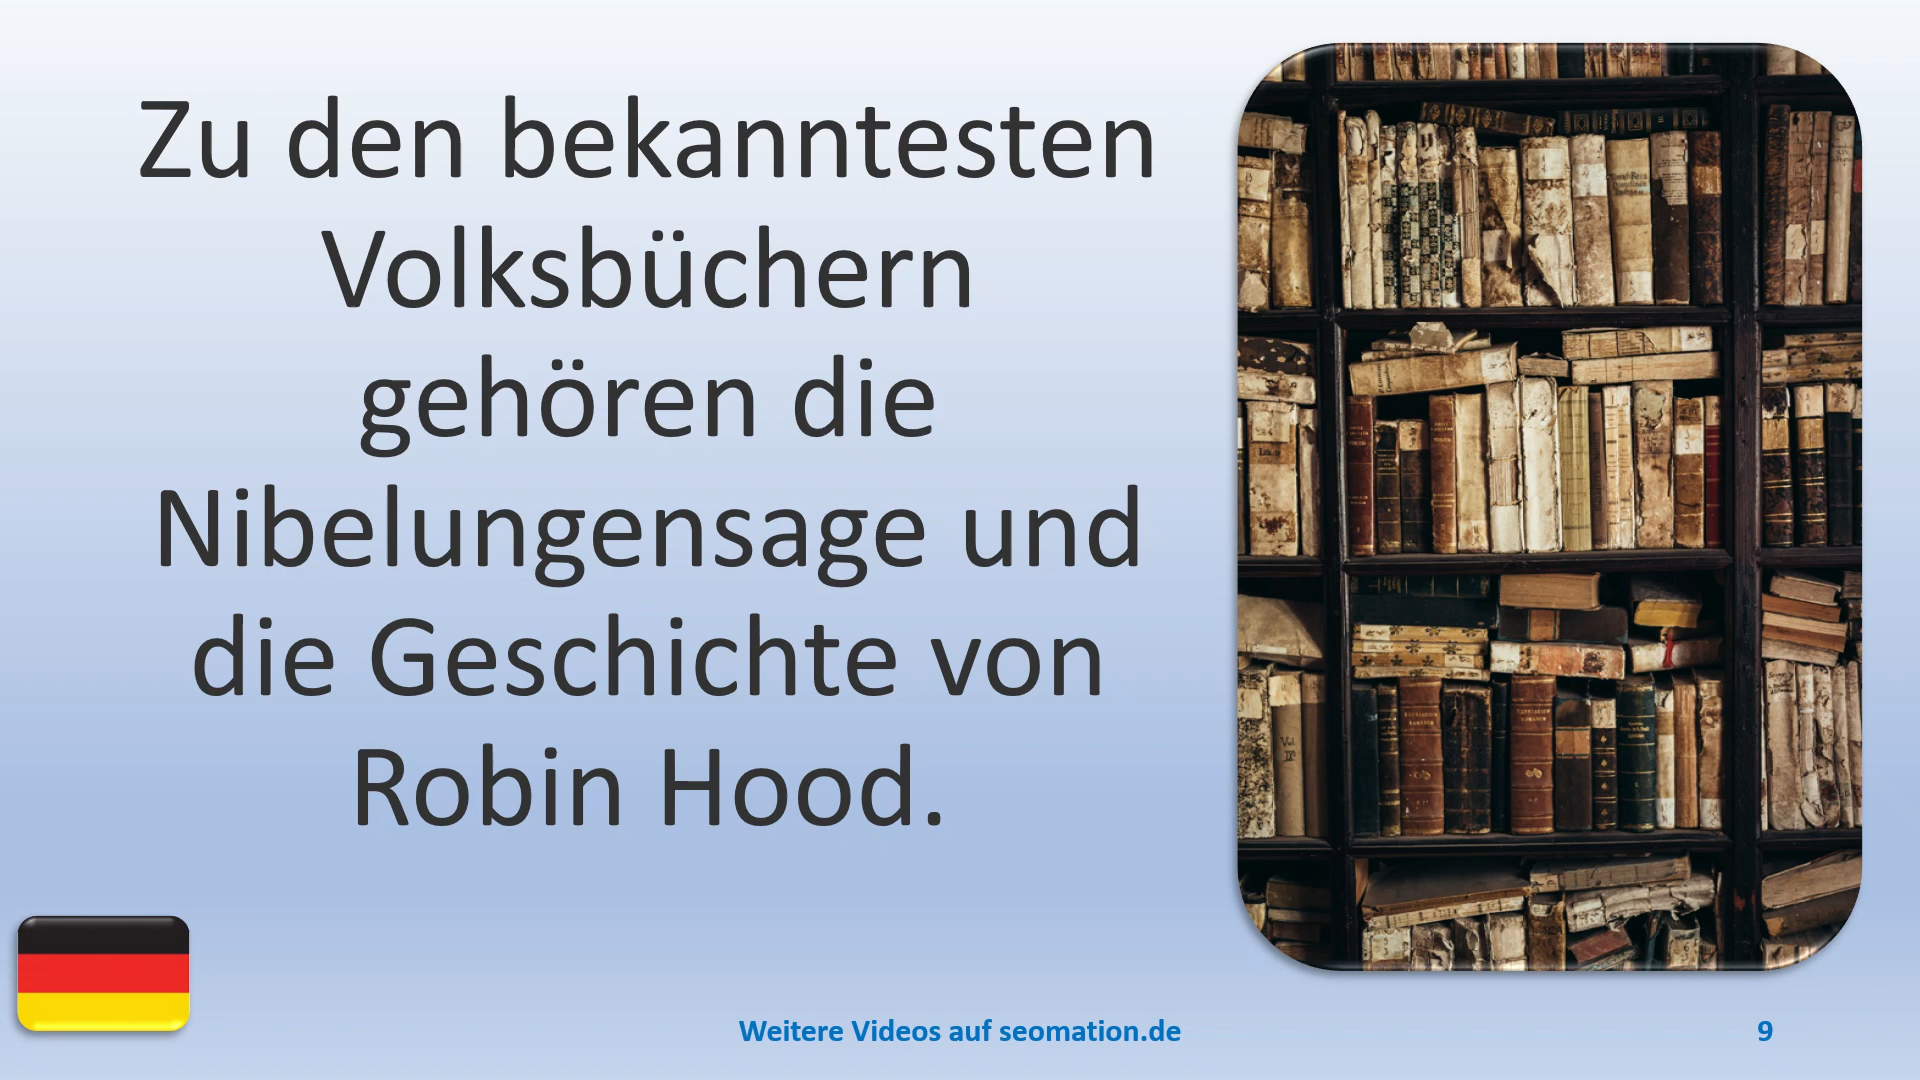 Zu den bekanntesten
Volksbüchern
gehören die
Nibelungensage und
die Geschichte von
Robin Hood.
Weitere Videos auf seomation.de
9